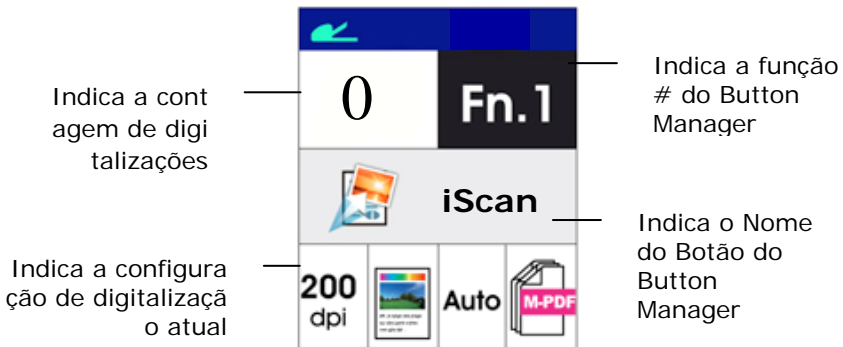 0
Fn.1
Indica a cont
agem de digi
talizações
Indica a função
# do Button
Manager
iScan
Indica o Nome
do Botão do
Button
Manager
Indica a configura
ção de digitalizaçã
o atual
200
dpi
Auto
M-PDF